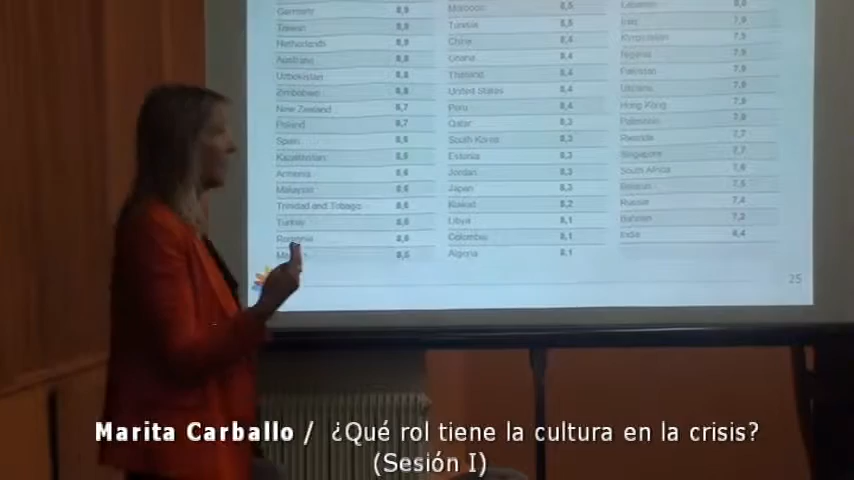 Germany 8,9
Taiwan 8,9
Netherlands 8,9
Australia 8,8
Uzbekistan 8,8
Zimbabwe 8,8
New Zealand 8,7
Poland 8,7
Spain 8,6
Kazakhstan 8,6
Armenia 8,6
Malaysia 8,6
Trinidad and Tobago 8,6
Turkey 8,6
Romania
Morocco 8,5
Tunisia 8,5
China 8,4
Ghana 8,4
Thailand 8,4
United States 8,4
Peru 8,4
Qatar 8,3
South Korea 8,3
Estonia 8,3
Jordan 8,3
Japan 8,3
Kuwait 8,2
Libya 8,1
Colombia 8,1
Algeria 8,1
Lebanon
Iraq 7,9
Kyrgyzstan 7,9
Nigeria 7,9
Pakistan 7,9
Ukraine 7,9
Hong Kong 7,9
Palestine 7,9
Rwanda 7,7
Singapore 7,7
South Africa 7,6
Belarus 7,5
Russia 7,4
Bahrain 7,2
India 6,4
25
Marita Carballo / ¿Qué rol tiene la cultura en la crisis?
(Sesión I)